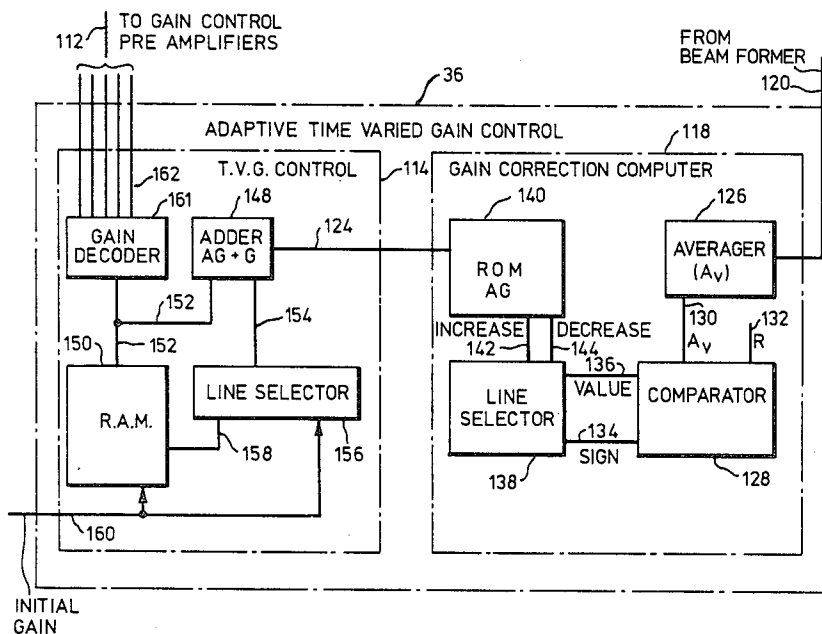 TO GAIN CONTROL
PRE AMPLIFIERS
112
FROM
BEAM FORMER
120
36
ADAPTIVE TIME VARIED GAIN CONTROL
118
T.V.G. CONTROL
114
GAIN CORRECTION COMPUTER
162
161
148
140
126
GAIN
DECODER
ADDER
AG + G
124
ROM
AG
AVERAGER
(AV)
152
154
INCREASE
142
DECREASE
144
130
AV
132
R
150
152
136
VALUE
R.A.M.
LINE SELECTOR
LINE
SELECTOR
COMPARATOR
158
156
134
SIGN
138
128
160
INITIAL
GAIN